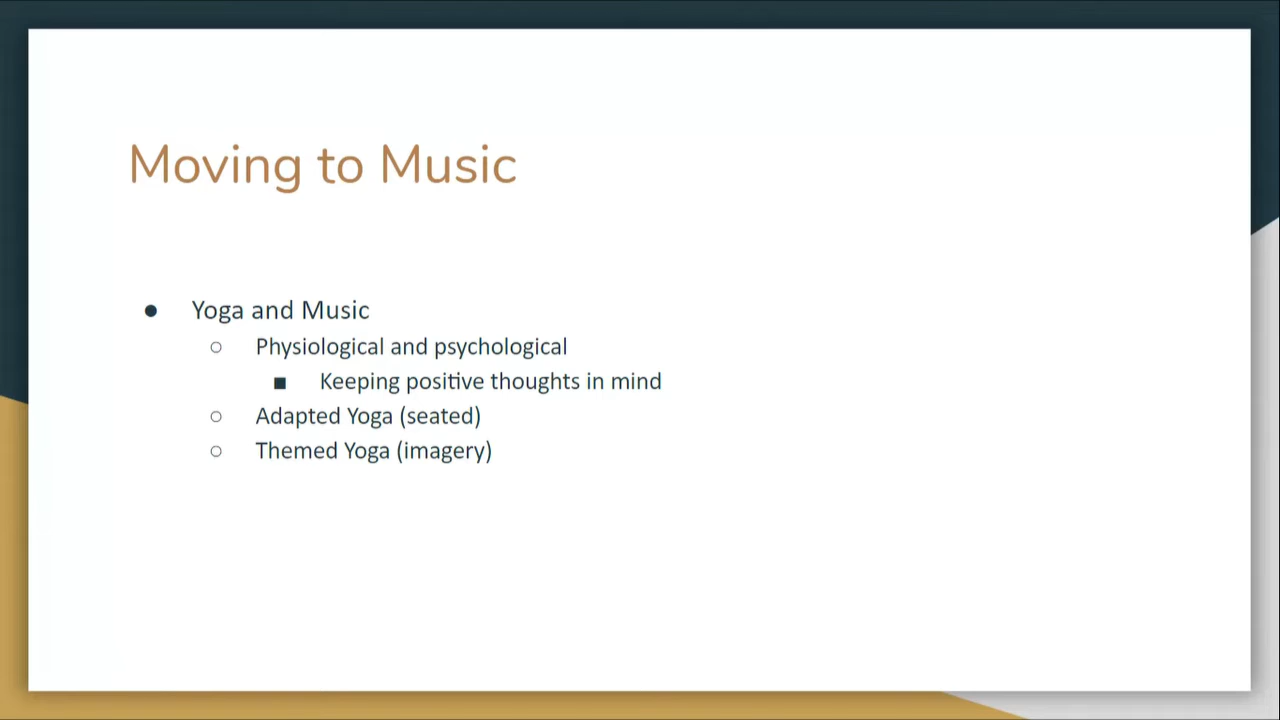 Moving to Music
● Yoga and Music
○ Physiological and psychological
■ Keeping positive thoughts in mind
○ Adapted Yoga (seated)
○ Themed Yoga (imagery)